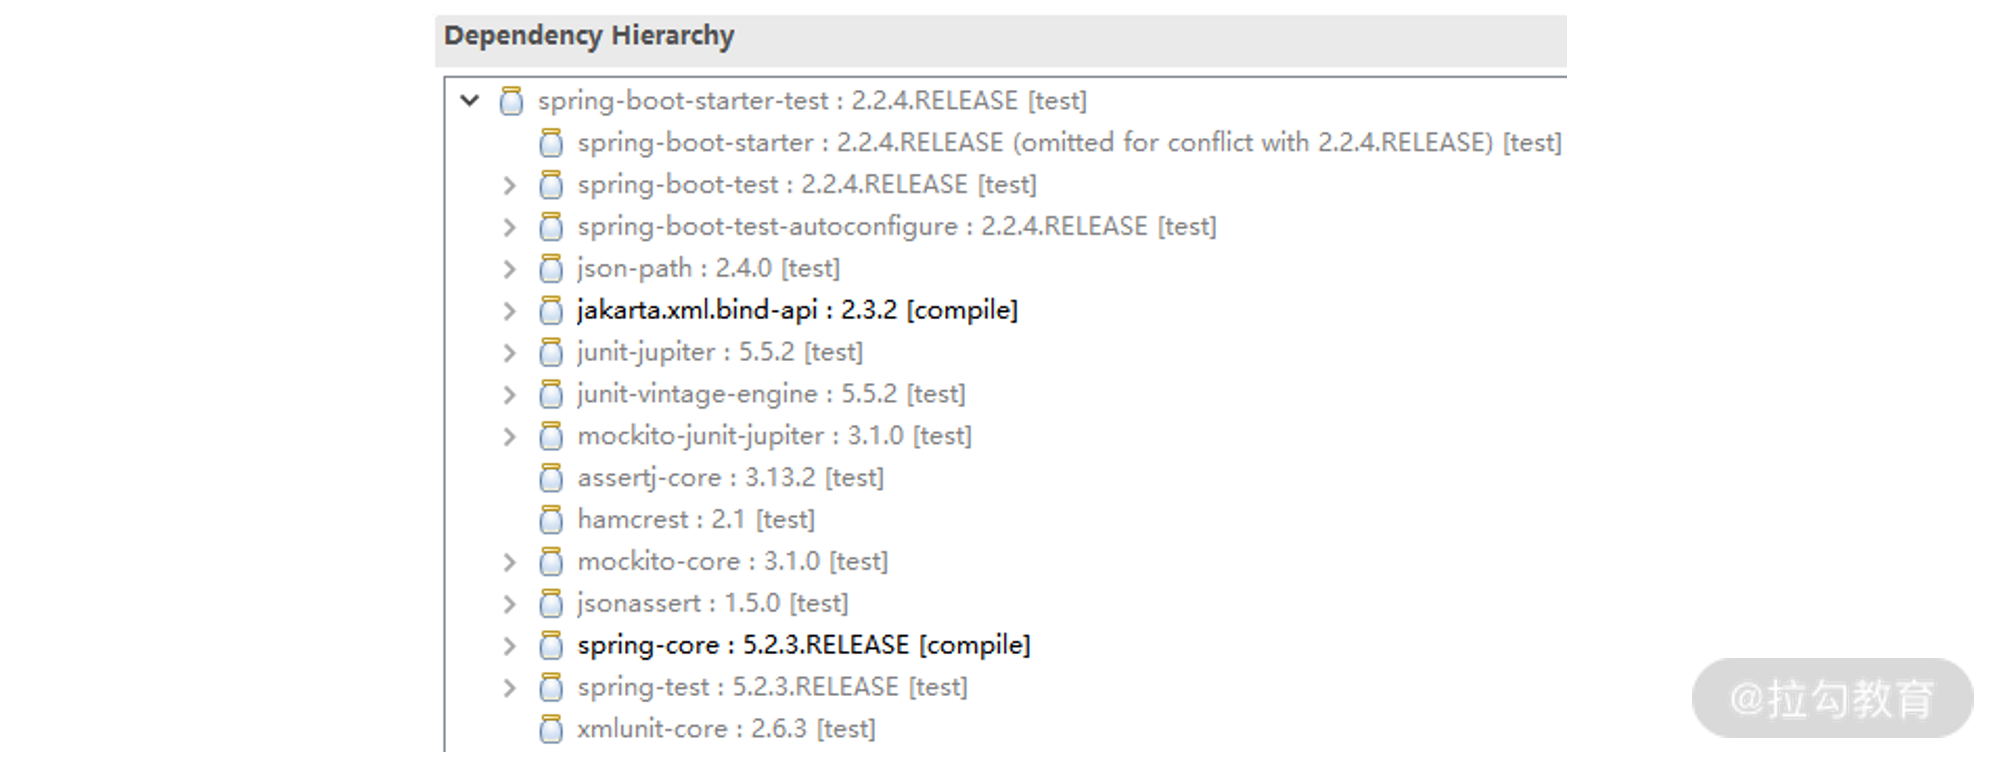 Dependency Hierarchy
spring-boot-starter-test : 2.2.4.RELEASE [test]
spring-boot-starter : 2.2.4.RELEASE (omitted for conflict with 2.2.4.RELEASE) [test]
spring-boot-test : 2.2.4.RELEASE [test]
spring-boot-test-autoconfigure : 2.2.4.RELEASE [test]
json-path : 2.4.0 [test]
jakarta.xml.bind-api : 2.3.2 [compile]
junit-jupiter : 5.5.2 [test]
junit-vintage-engine : 5.5.2 [test]
mockito-junit-jupiter : 3.1.0 [test]
assertj-core : 3.13.2 [test]
hamcrest : 2.1 [test]
mockito-core : 3.1.0 [test]
jsonassert : 1.5.0 [test]
spring-core : 5.2.3.RELEASE [compile]
spring-test : 5.2.3.RELEASE [test]
xmlunit-core : 2.6.3 [test]
@拉勾教育